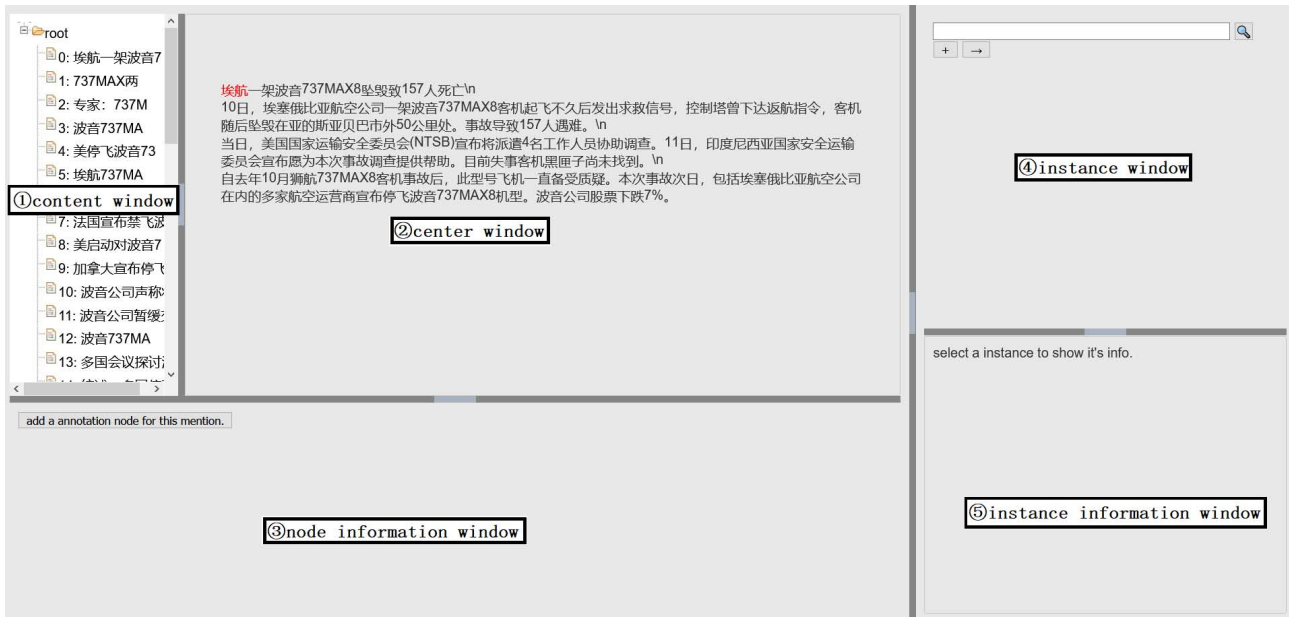 root
0: 埃航一架波音7
1: 737MAX两
2: 专家：737M
3: 波音737MA
4: 美停飞波音73
5: 埃航737MA
①content window
7: 法国宣布禁飞波
8: 美启动对波音7
9: 加拿大宣布停飞
10: 波音公司声称
11: 波音公司暂缓
12: 波音737MA
13: 多国会议探讨
埃航一架波音737MAX8坠毁致157人死亡\n
10日，埃塞俄比亚航空公司一架波音737MAX8客机起飞不久后发出求救信号，控制塔曾下达返航指令，客机
随后坠毁在亚的斯亚贝巴市外50公里处。事故导致157人遇难。\n
当日，美国国家运输安全委员会(NTSB)宣布将派遣4名工作人员协助调查。11日，印度尼西亚国家安全运输
委员会宣布愿为本次事故调查提供帮助。目前失事客机黑匣子尚未找到。\n
自去年10月狮航737MAX8客机事故后，此型号飞机一直备受质疑。本次事故次日，包括埃塞俄比亚航空公司
在内的多家航空运营商宣布停飞波音737MAX8机型。波音公司股票下跌7%。
②center window
add a annotation node for this mention.
③node information window
+ →
④instance window
select a instance to show it's info.
⑤instance information window